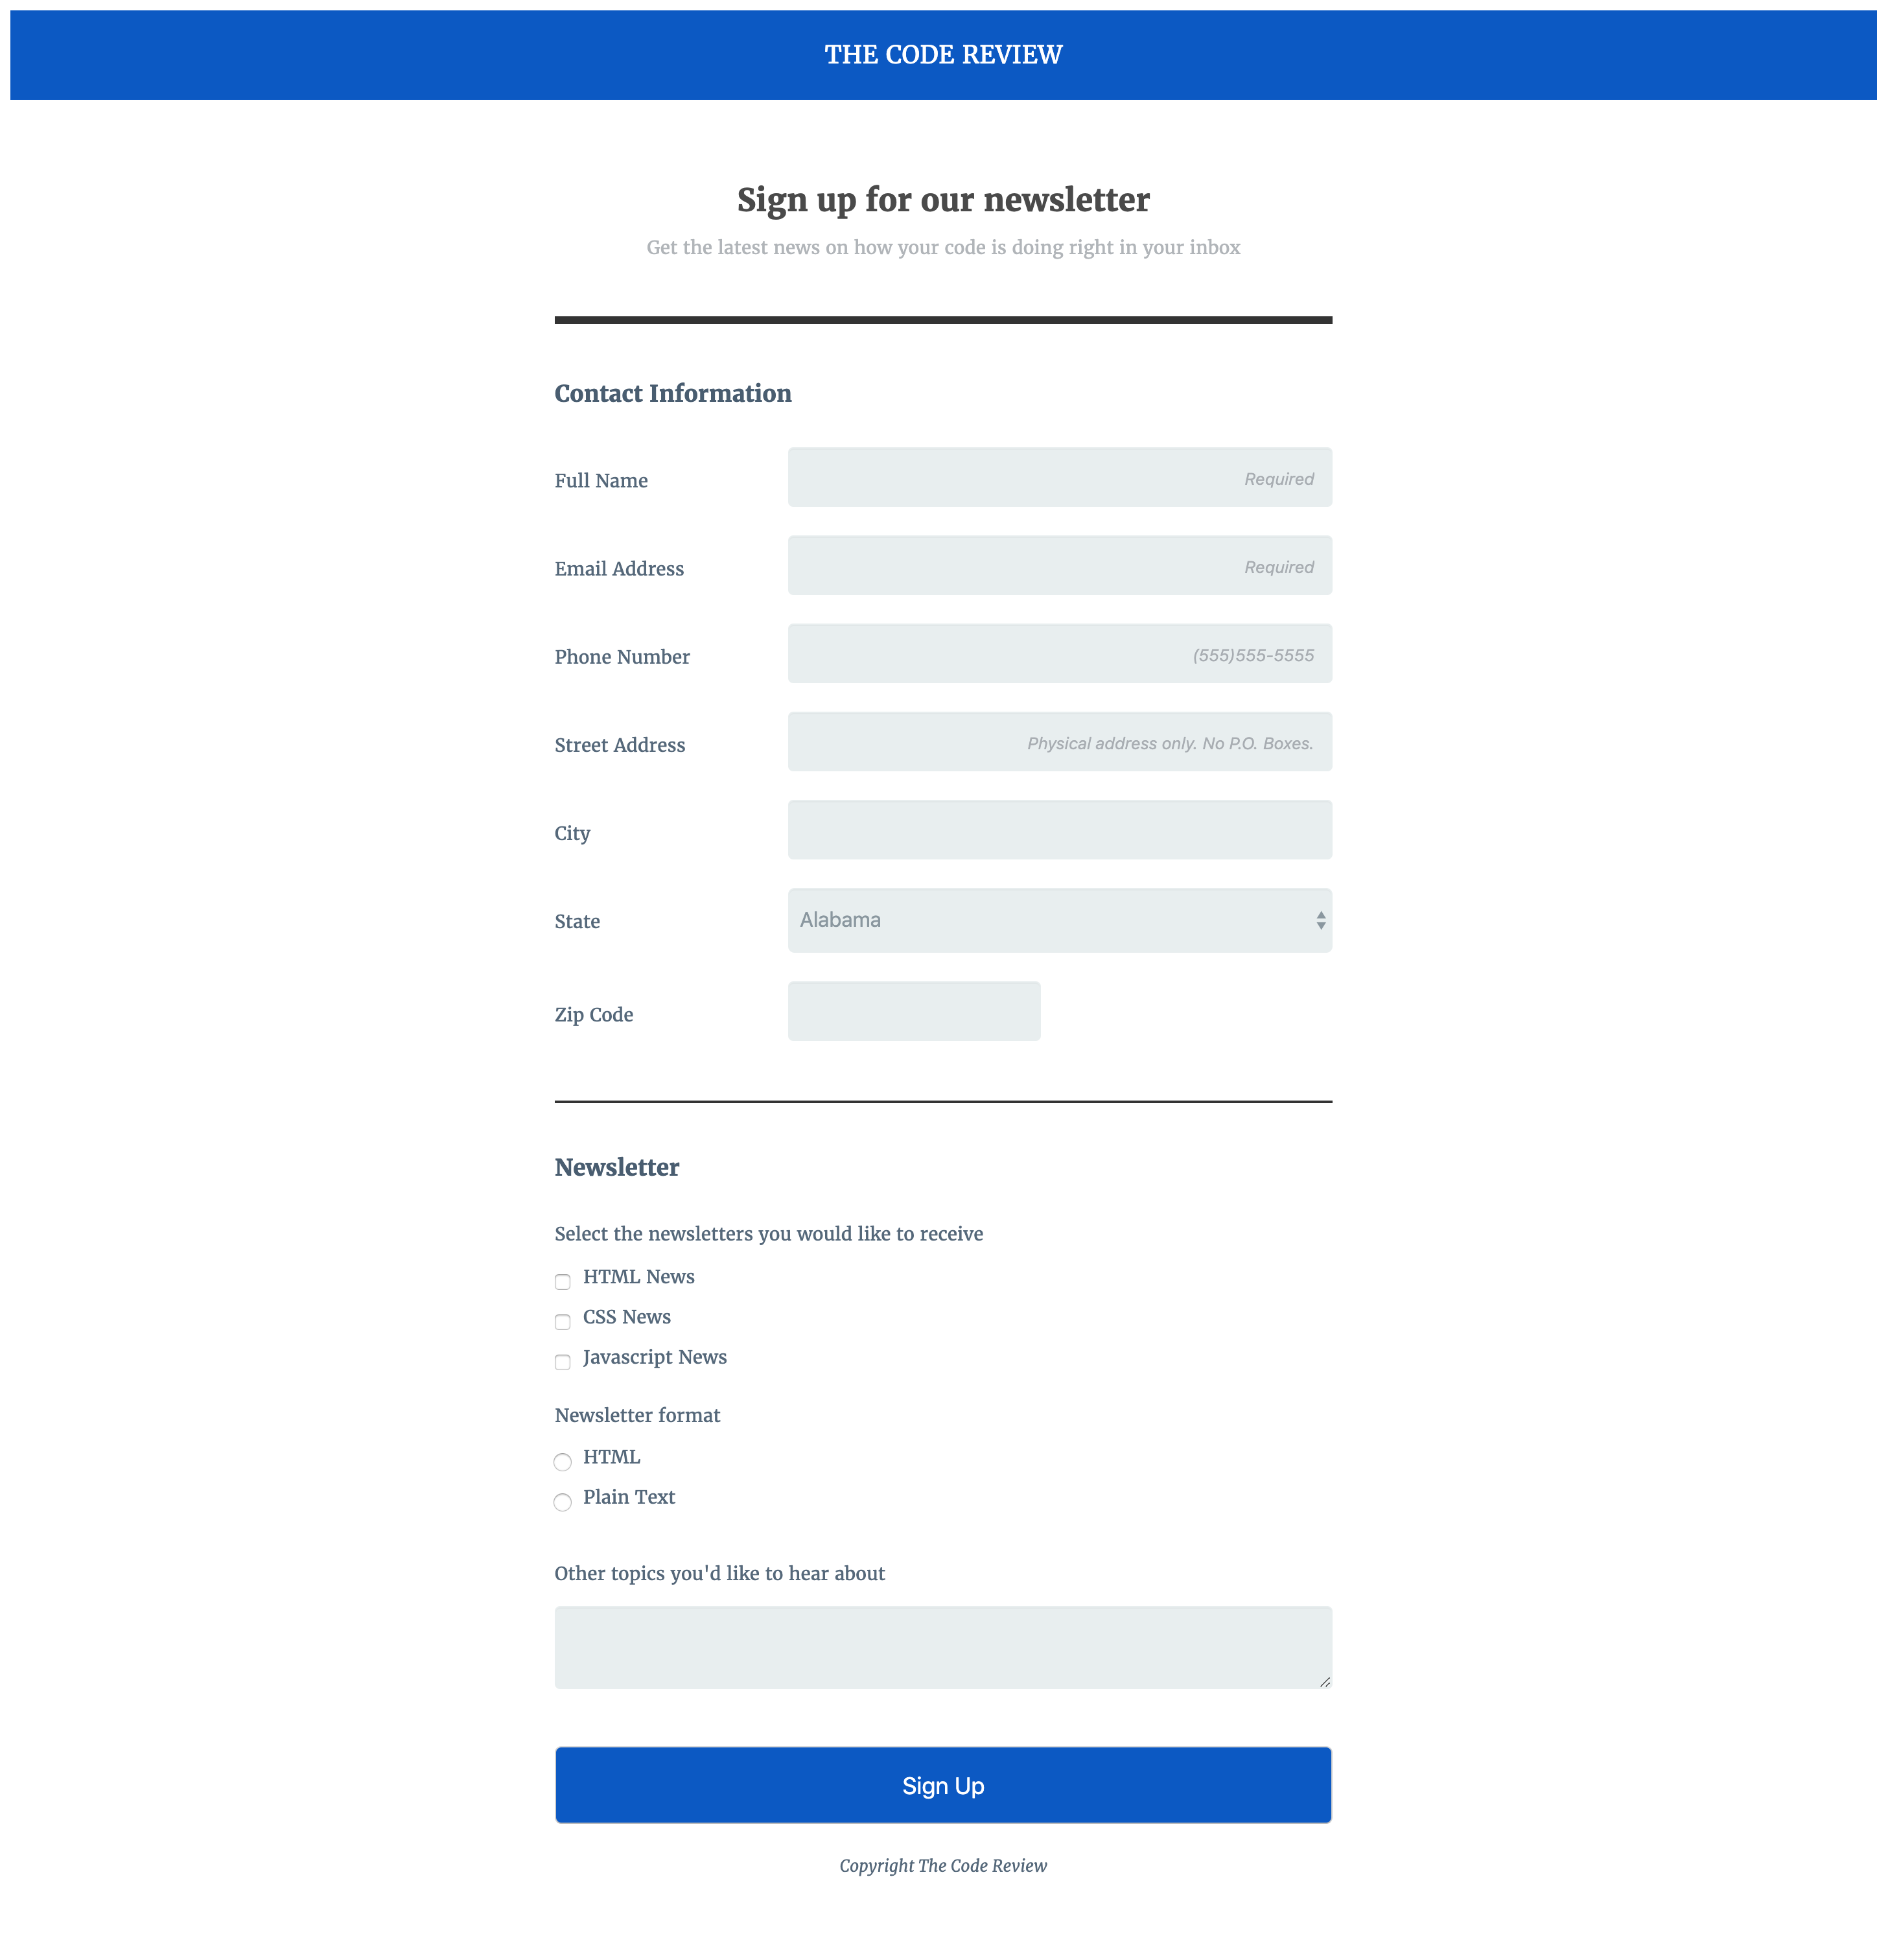 THE CODE REVIEW
Sign up for our newsletter
Get the latest news on how your code is doing right in your inbox
Contact Information
Full Name Required
Email Address Required
Phone Number (555)555-5555
Street Address Physical address only. No P.O. Boxes.
City
State Alabama
Zip Code
Newsletter
Select the newsletters you would like to receive
HTML News
CSS News
Javascript News
Newsletter format
HTML
Plain Text
Other topics you'd like to hear about
Sign Up
Copyright The Code Review